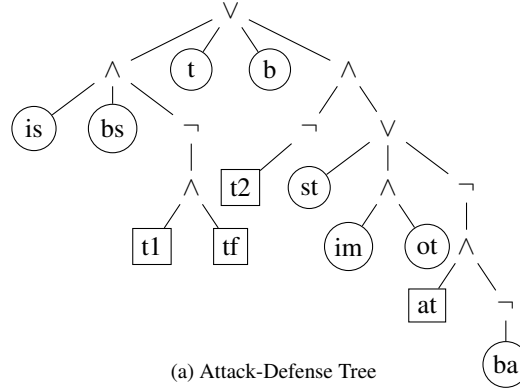 ∨
∧ t b ∧
is bs ¬ ¬ ∨
∧ t2 st ∧ ¬
t1 tf im ot ∧
at ¬
ba
(a) Attack-Defense Tree